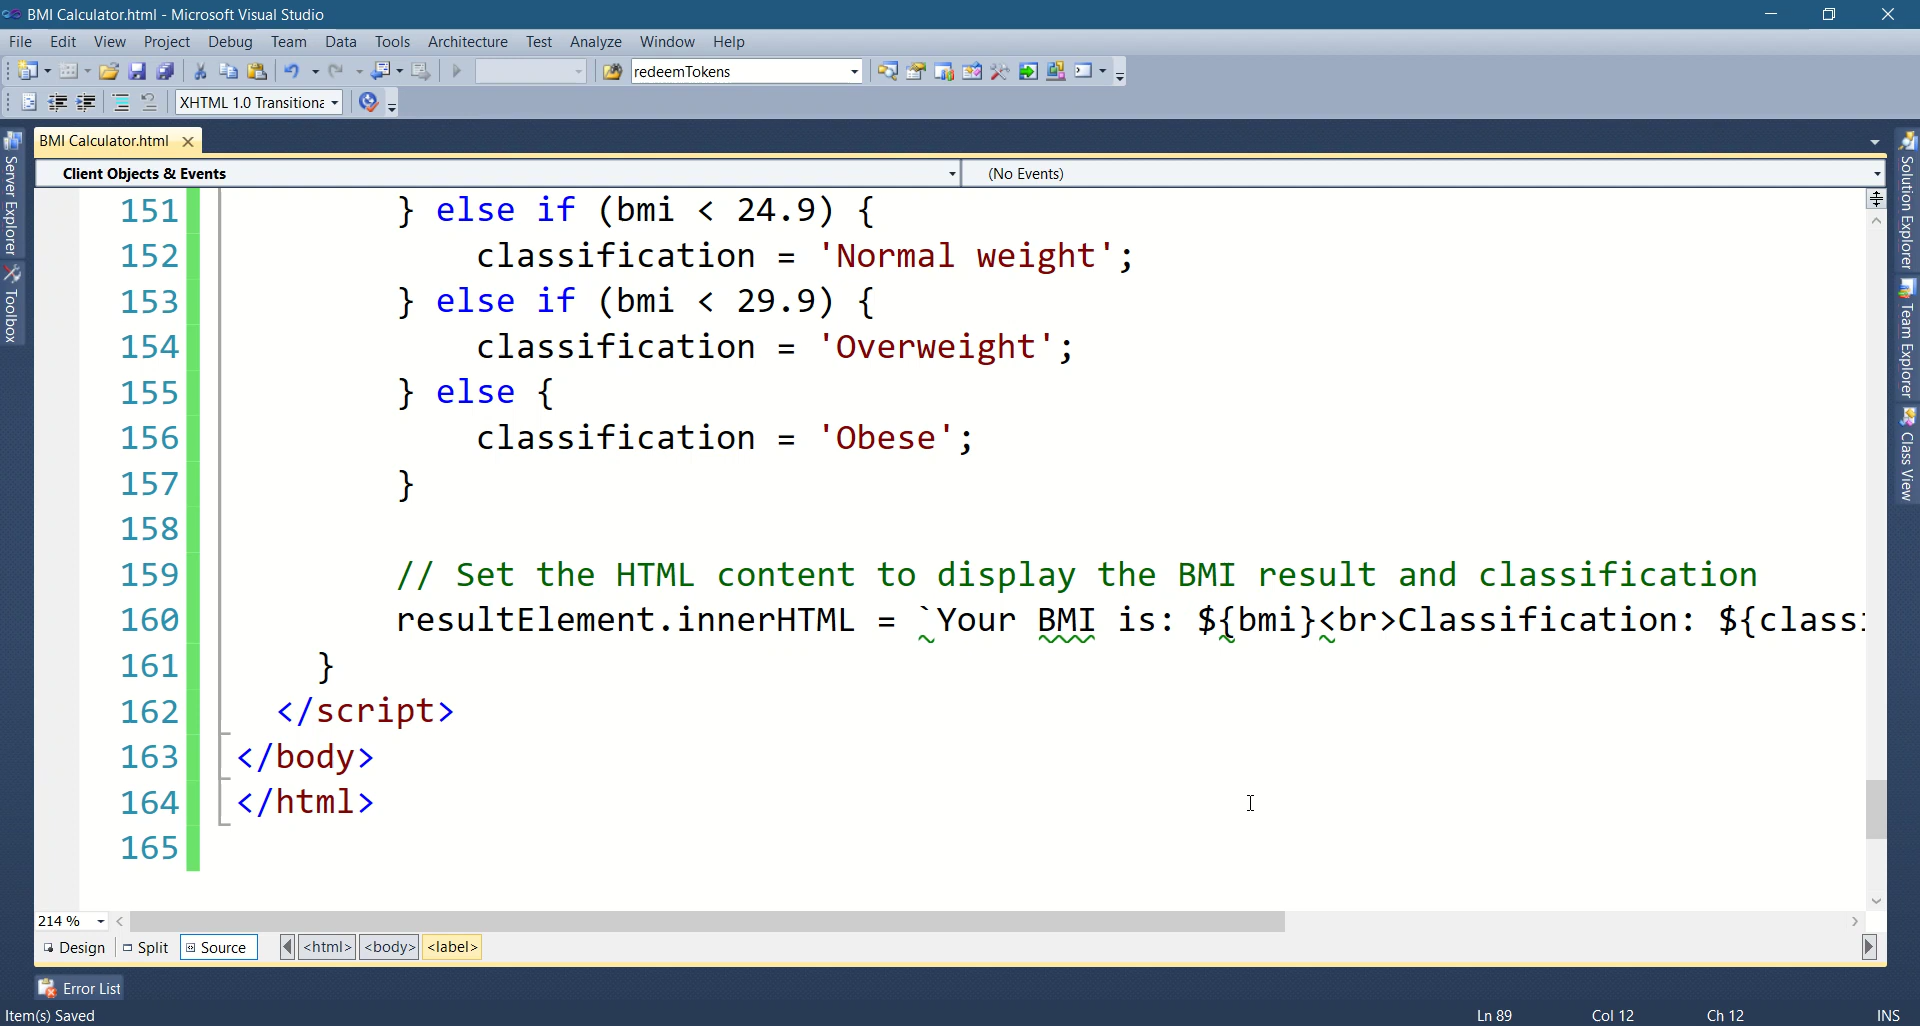 BMI Calculator.html - Microsoft Visual Studio
File Edit View Project Debug Team Data Tools Architecture Test Analyze Window Help
redeemTokens
XHTML 1.0 Transitiona
Server Explorer
Toolbox
BMI Calculator.html
Client Objects & Events
(No Events)
151 } else if (bmi < 24.9) {
152 classification = 'Normal weight';
153 } else if (bmi < 29.9) {
154 classification = 'Overweight';
155 } else {
156 classification = 'Obese';
157 }
158
159 // Set the HTML content to display the BMI result and classification
160 resultElement.innerHTML = `Your BMI is: ${bmi}<br>Classification: ${classi
161 }
162 </script>
163 </body>
164 </html>
165
Solution Explorer
Team Explorer
Class View
214 %
Design Split Source <html> <body> <label>
Error List
Item(s) Saved Ln 89 Col 12 Ch 12 INS